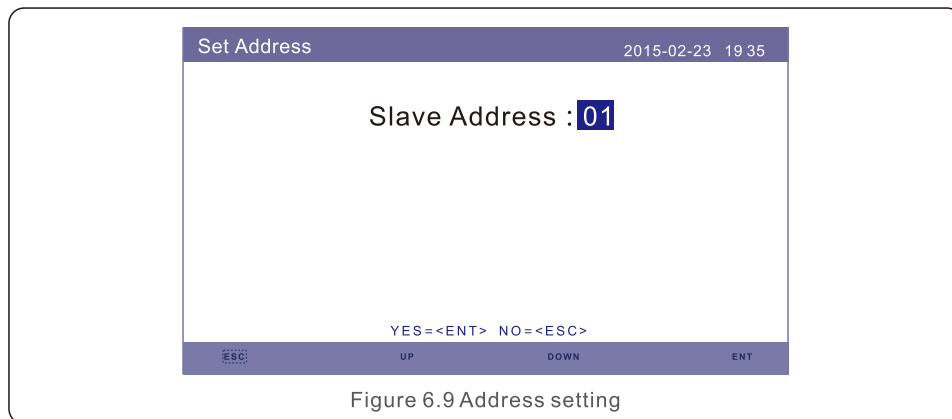 Set Address 2015-02-23 19 35
Slave Address : 01
YES=<ENT> NO=<ESC>
ESC UP DOWN ENT
Figure 6.9 Address setting